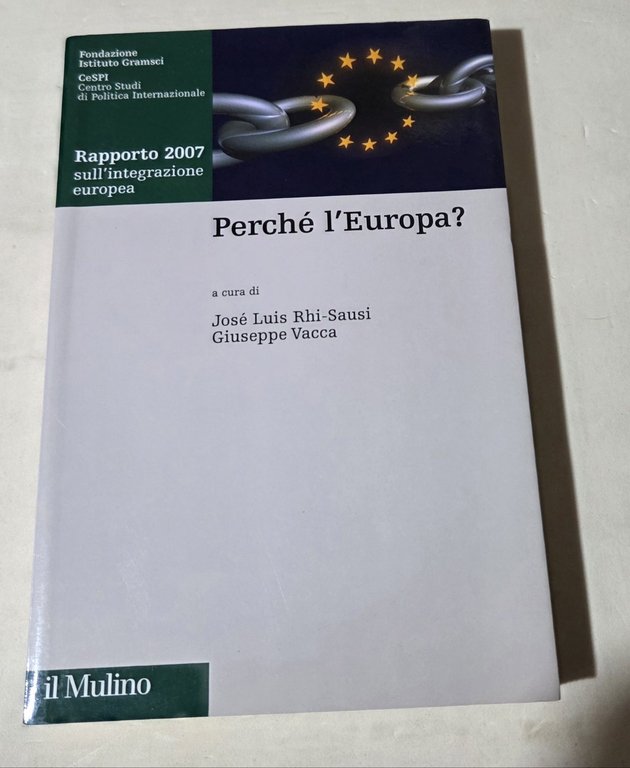 Fondazione
Istituto Gramsci
CeSPI
Centro Studi
di Politica Internazionale
Rapporto 2007
sull'integrazione
europea
Perché l'Europa?
a cura di
José Luis Rhi-Sausi
Giuseppe Vacca
il Mulino